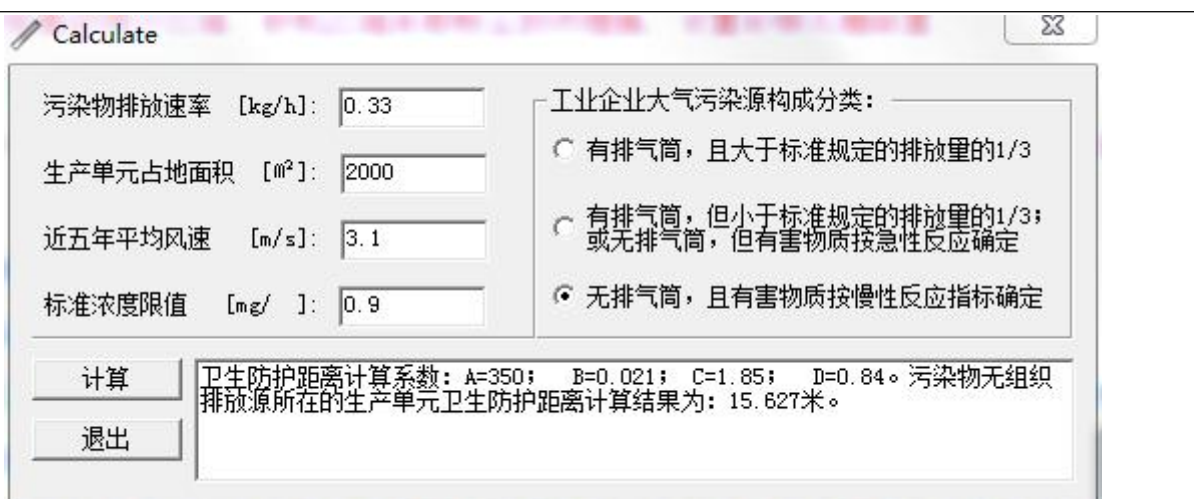 Calculate
污染物排放速率 [kg/h]: 0.33
生产单元占地面积 [m²]: 2000
近五年平均风速 [m/s]: 3.1
标准浓度限值 [mg/ ]: 0.9
工业企业大气污染源构成分类:
有排气筒,且大于标准规定的排放量的1/3
有排气筒,但小于标准规定的排放量的1/3;
或无排气筒,但有害物质按急性反应确定
无排气筒,且有害物质按慢性反应指标确定
计算
退出
卫生防护距离计算系数: A=350; B=0.021; C=1.85; D=0.84。污染物无组织
排放源所在的生产单元卫生防护距离计算结果为: 15.627米。